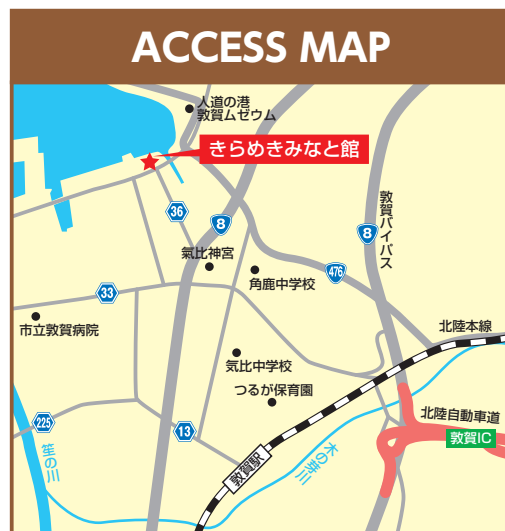 ACCESS MAP
人道の港
敦賀ムゼウム
きらめきみなと館
36
8
敦賀バイパス
8
氣比神宮
476
角鹿中学校
33
市立敦賀病院
北陸本線
気比中学校
つるが保育園
225
13
北陸自動車道
敦賀IC
笙の川
敦賀駅
木の芽川